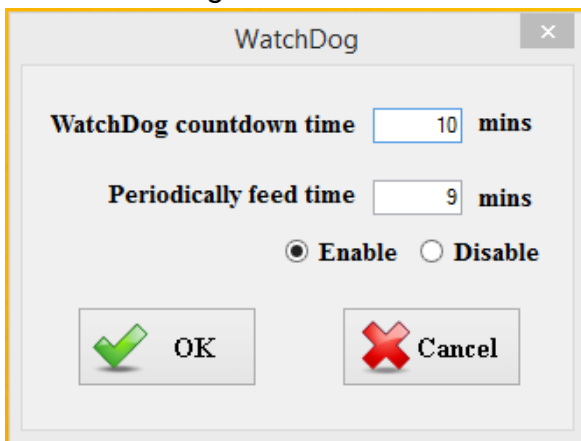 WatchDog
WatchDog countdown time 10 mins
Periodically feed time 9 mins
Enable Disable
OK Cancel